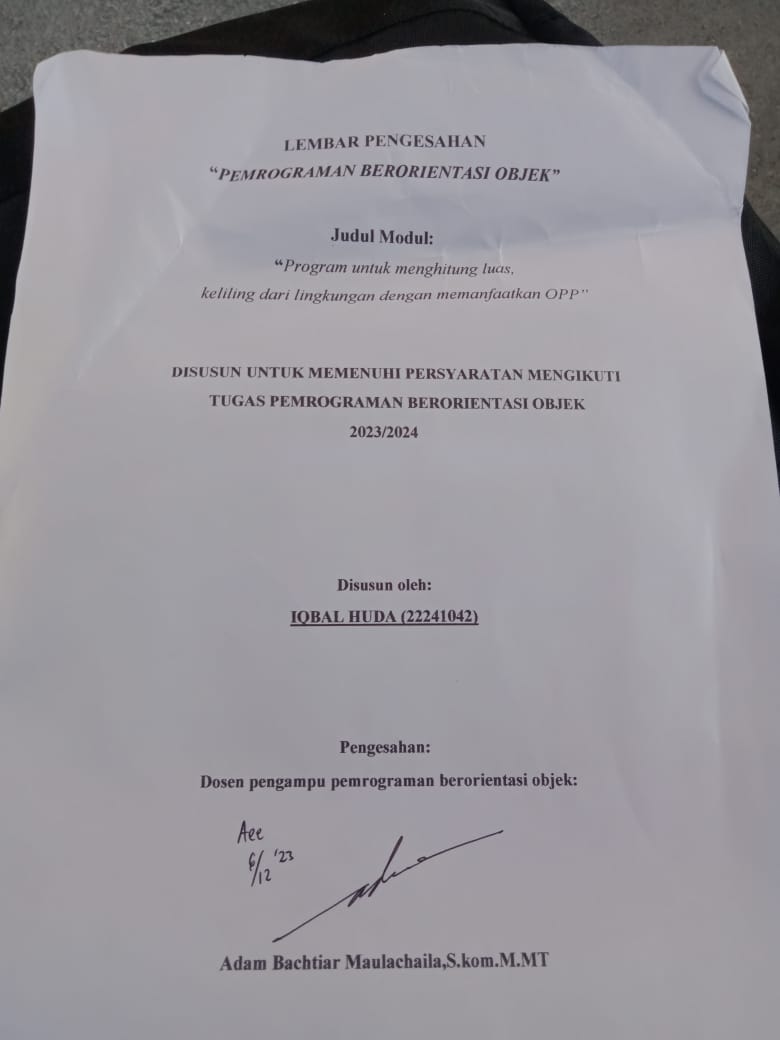 LEMBAR PENGESAHAN
“PEMROGRAMAN BERORIENTASI OBJEK”
Judul Modul:
“Program untuk menghitung luas,
keliling dari lingkungan dengan memanfaatkan OPP”
DISUSUN UNTUK MEMENUHI PERSYARATAN MENGIKUTI
TUGAS PEMROGRAMAN BERORIENTASI OBJEK
2023/2024
Disusun oleh:
IQBAL HUDA (22241042)
Pengesahan:
Dosen pengampu pemrograman berorientasi objek:
6/12 '23
Adam Bachtiar Maulachaila,S.kom.M.MT